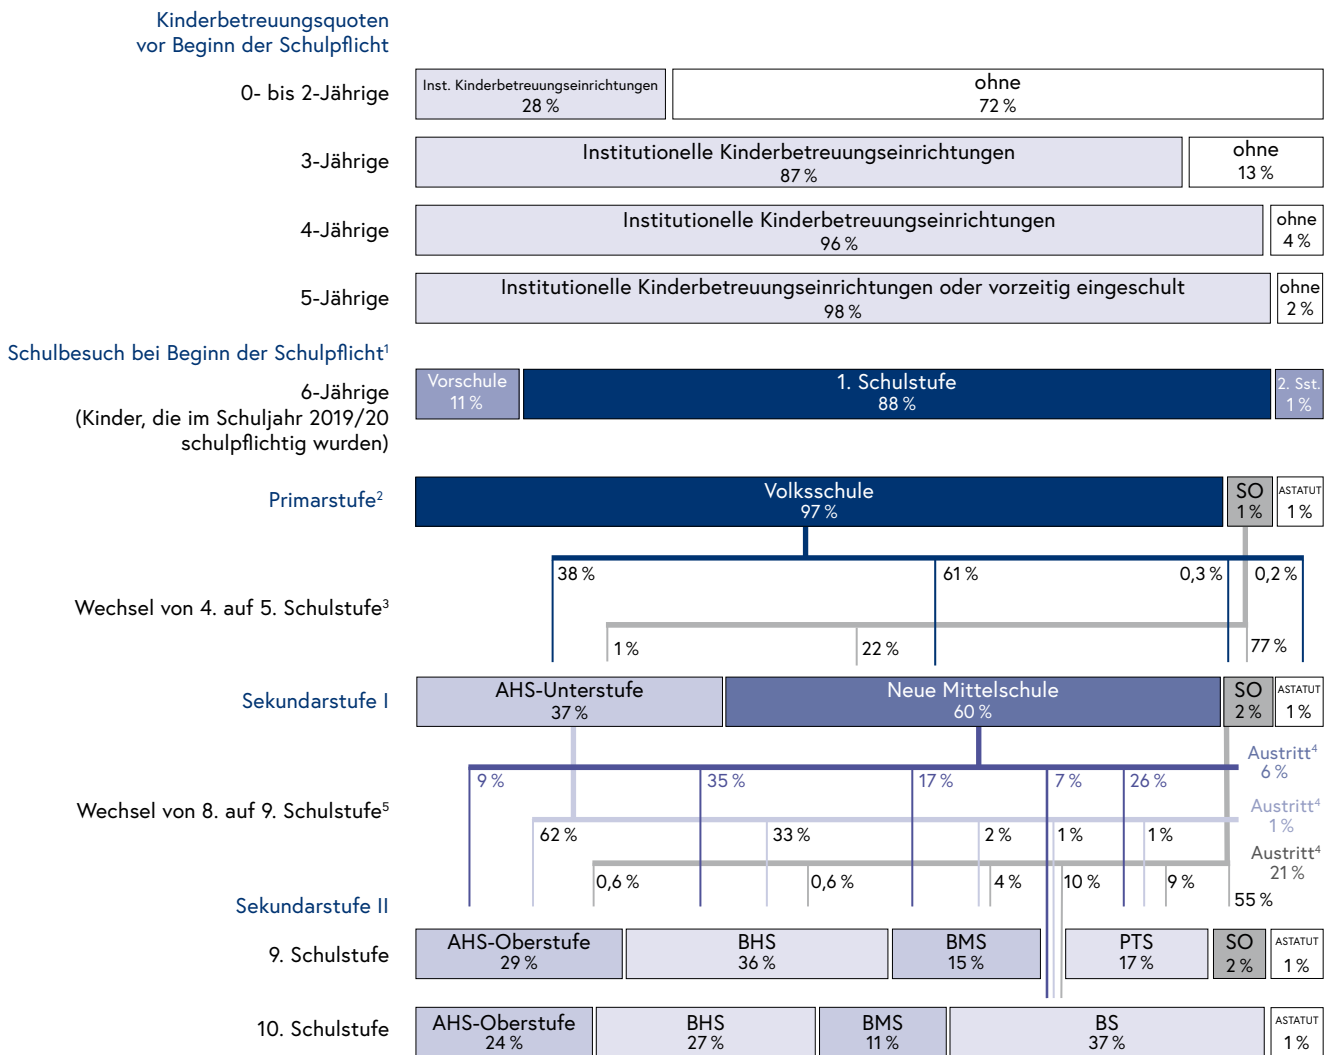 Kinderbetreuungsquoten
vor Beginn der Schulpflicht
0- bis 2-Jährige
Inst. Kinderbetreuungseinrichtungen
28 %
ohne
72 %
3-Jährige
Institutionelle Kinderbetreuungseinrichtungen
87 %
ohne
13 %
4-Jährige
Institutionelle Kinderbetreuungseinrichtungen
96 %
ohne
4 %
5-Jährige
Institutionelle Kinderbetreuungseinrichtungen oder vorzeitig eingeschult
98 %
ohne
2 %
Schulbesuch bei Beginn der Schulpflicht¹
6-Jährige
(Kinder, die im Schuljahr 2019/20
schulpflichtig wurden)
Vorschule
11 %
1. Schulstufe
88 %
2. Sst.
1 %
Primarstufe²
Volksschule
97 %
SO
1 %
ASTATUT
1 %
Wechsel von 4. auf 5. Schulstufe³
38 %
61 %
0,3 %
0,2 %
1 %
22 %
77 %
Sekundarstufe I
AHS-Unterstufe
37 %
Neue Mittelschule
60 %
SO
2 %
ASTATUT
1 %
Wechsel von 8. auf 9. Schulstufe⁵
9 %
35 %
17 %
7 %
26 %
Austritt⁴
6 %
62 %
33 %
2 %
1 %
1 %
Austritt⁴
1 %
0,6 %
0,6 %
4 %
10 %
9 %
55 %
Austritt⁴
21 %
Sekundarstufe II
9. Schulstufe
AHS-Oberstufe
29 %
BHS
36 %
BMS
15 %
PTS
17 %
SO
2 %
ASTATUT
1 %
10. Schulstufe
AHS-Oberstufe
24 %
BHS
27 %
BMS
11 %
BS
37 %
ASTATUT
1 %